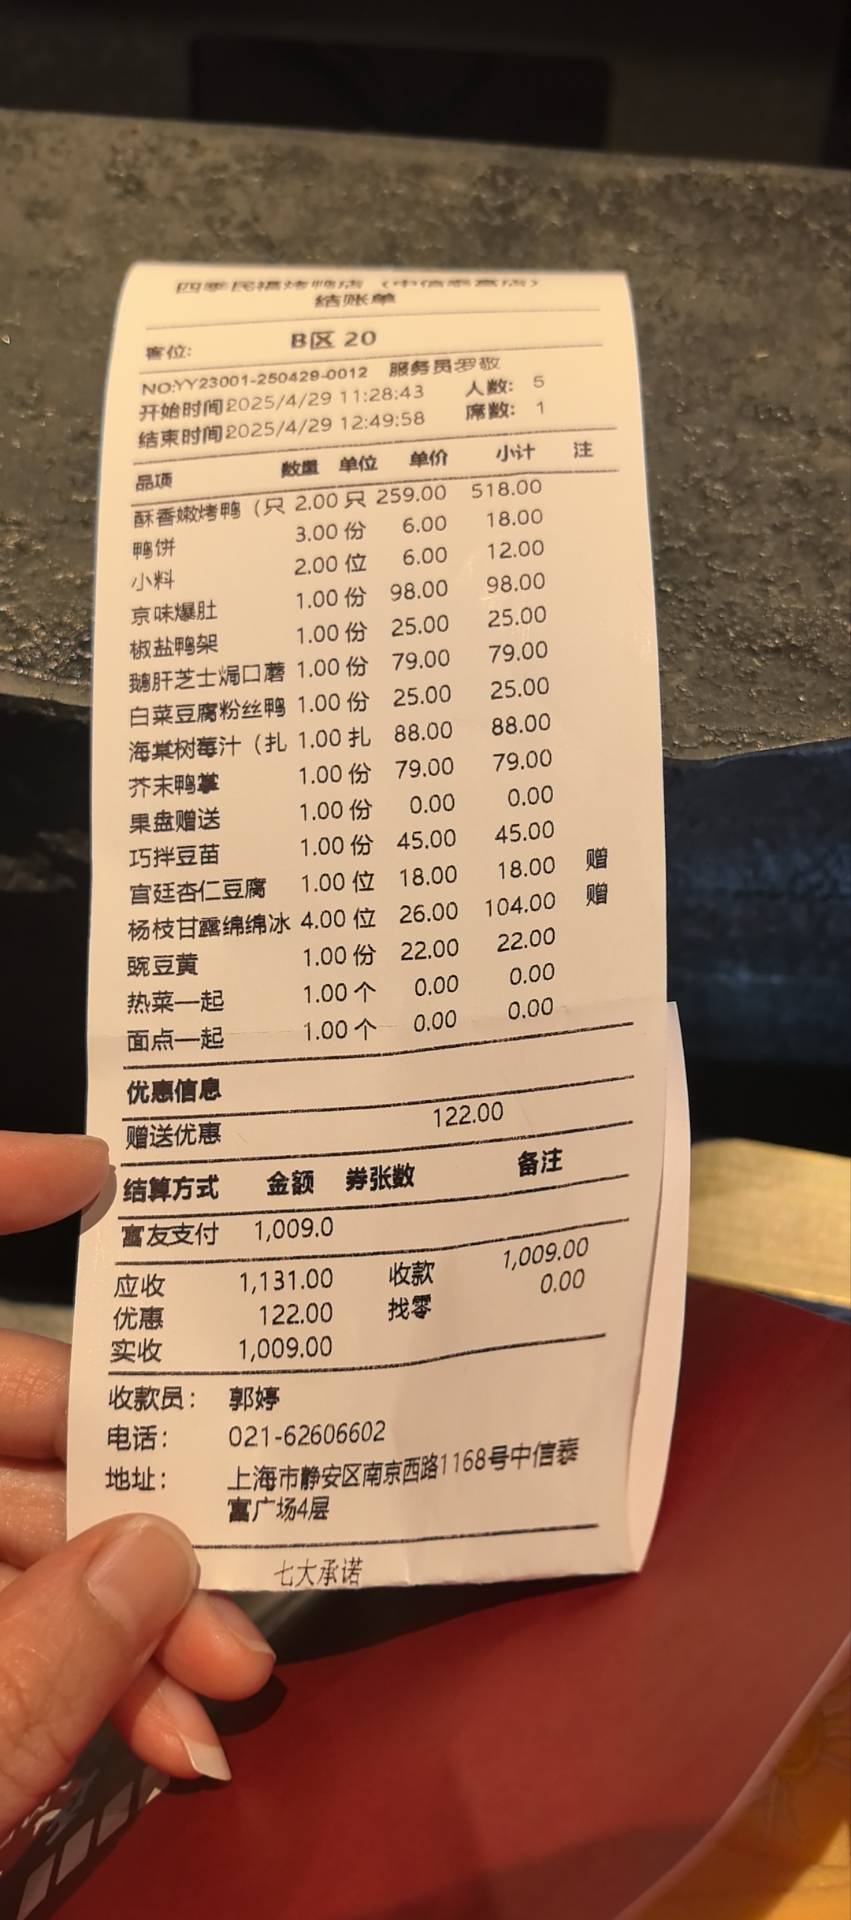 四季民福烤鸭店（中信泰富店）
结账单
客位: B区 20
NO:YY23001-250429-0012 服务员罗敬
开始时间2025/4/29 11:28:43 人数: 5
结束时间2025/4/29 12:49:58 席数: 1
品项 数量 单位 单价 小计 注
酥香嫩烤鸭（只 2.00 只 259.00 518.00
鸭饼 3.00 份 6.00 18.00
小料 2.00 位 6.00 12.00
京味爆肚 1.00 份 98.00 98.00
椒盐鸭架 1.00 份 25.00 25.00
鹅肝芝士焗口蘑 1.00 份 79.00 79.00
白菜豆腐粉丝鸭 1.00 份 25.00 25.00
海棠树莓汁（扎 1.00 扎 88.00 88.00
芥末鸭掌 1.00 份 79.00 79.00
果盘赠送 1.00 份 0.00 0.00
巧拌豆苗 1.00 份 45.00 45.00
宫廷杏仁豆腐 1.00 位 18.00 18.00 赠
杨枝甘露绵绵冰 4.00 位 26.00 104.00 赠
豌豆黄 1.00 份 22.00 22.00
热菜一起 1.00 个 0.00 0.00
面点一起 1.00 个 0.00 0.00
优惠信息
赠送优惠 122.00
结算方式 金额 券张数 备注
富友支付 1,009.0
应收 1,131.00 收款 1,009.00
优惠 122.00 找零 0.00
实收 1,009.00
收款员: 郭婷
电话: 021-62606602
地址: 上海市静安区南京西路1168号中信泰
富广场4层
七大承诺